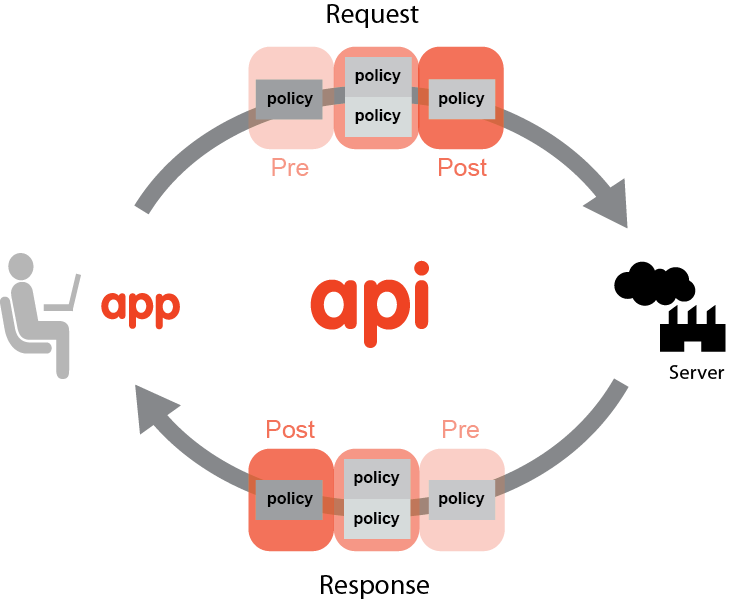 Request
policy
policy
policy
policy
Pre
Post
app
api
Server
Post
Pre
policy
policy
policy
policy
Response